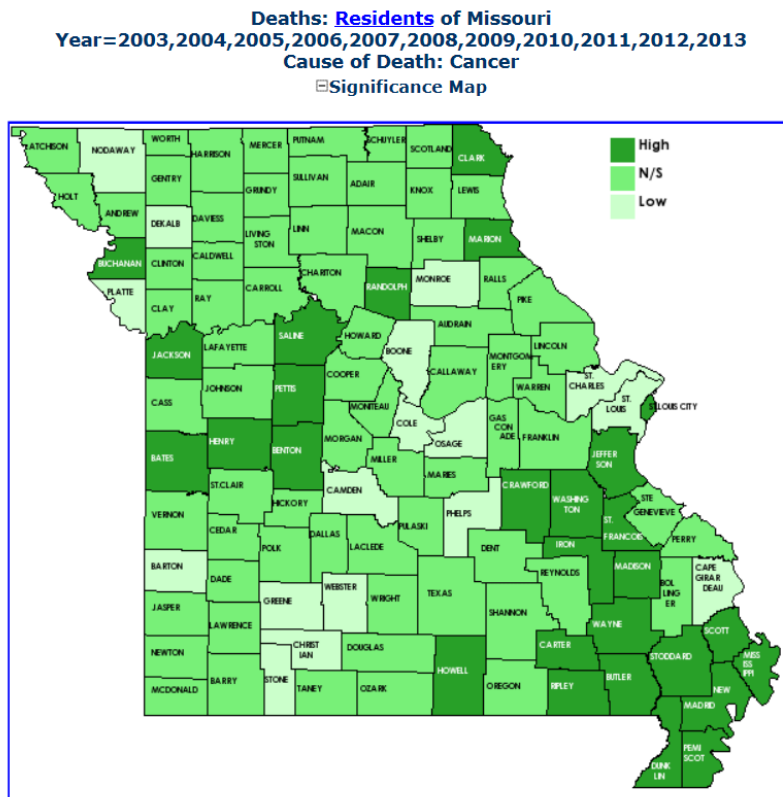 Deaths: Residents of Missouri
Year=2003,2004,2005,2006,2007,2008,2009,2010,2011,2012,2013
Cause of Death: Cancer
Significance Map
High
N/S
Low
ATCHISON
NODAWAY
WORTH
HARRISON
MERCER
PUTNAM
SCHUYLER
SCOTLAND
CLARK
HOLT
GENTRY
GRUNDY
SULLIVAN
ADAIR
KNOX
LEWIS
ANDREW
DEKALB
DAVIESS
LIVING
STON
LINN
MACON
SHELBY
MARION
BUCHANAN
CLINTON
CALDWELL
CHARITON
RANDOLPH
MONROE
RALLS
PLATTE
CLAY
RAY
CARROLL
PIKE
JACKSON
LAFAYETTE
SALINE
HOWARD
BOONE
AUDRAIN
CALLAWAY
MONTGOM
ERY
LINCOLN
WARREN
ST.
CHARLES
ST.
LOUIS
ST.LOUIS CITY
CASS
JOHNSON
PETTIS
COOPER
MONITEAU
COLE
OSAGE
GAS
CON
ADE
FRANKLIN
JEFFER
SON
BATES
HENRY
BENTON
MORGAN
MILLER
MARIES
CRAWFORD
WASHING
TON
ST.
FRANCOIS
STE
GENEVIEVE
PERRY
VERNON
ST.CLAIR
HICKORY
CAMDEN
PULASKI
PHELPS
DENT
IRON
MADISON
BOL
LING
ER
CAPE
GIRAR
DEAU
CEDAR
POLK
DALLAS
LACLEDE
BARTON
DADE
GREENE
WEBSTER
WRIGHT
TEXAS
SHANNON
REYNOLDS
WAYNE
SCOTT
JASPER
LAWRENCE
CHRIST
IAN
DOUGLAS
HOWELL
CARTER
STODDARD
MISS
ISS
IPPI
NEWTON
MCDONALD
BARRY
STONE
TANEY
OZARK
OREGON
RIPLEY
BUTLER
NEW
MADRID
DUNK
LIN
PEMI
SCOT